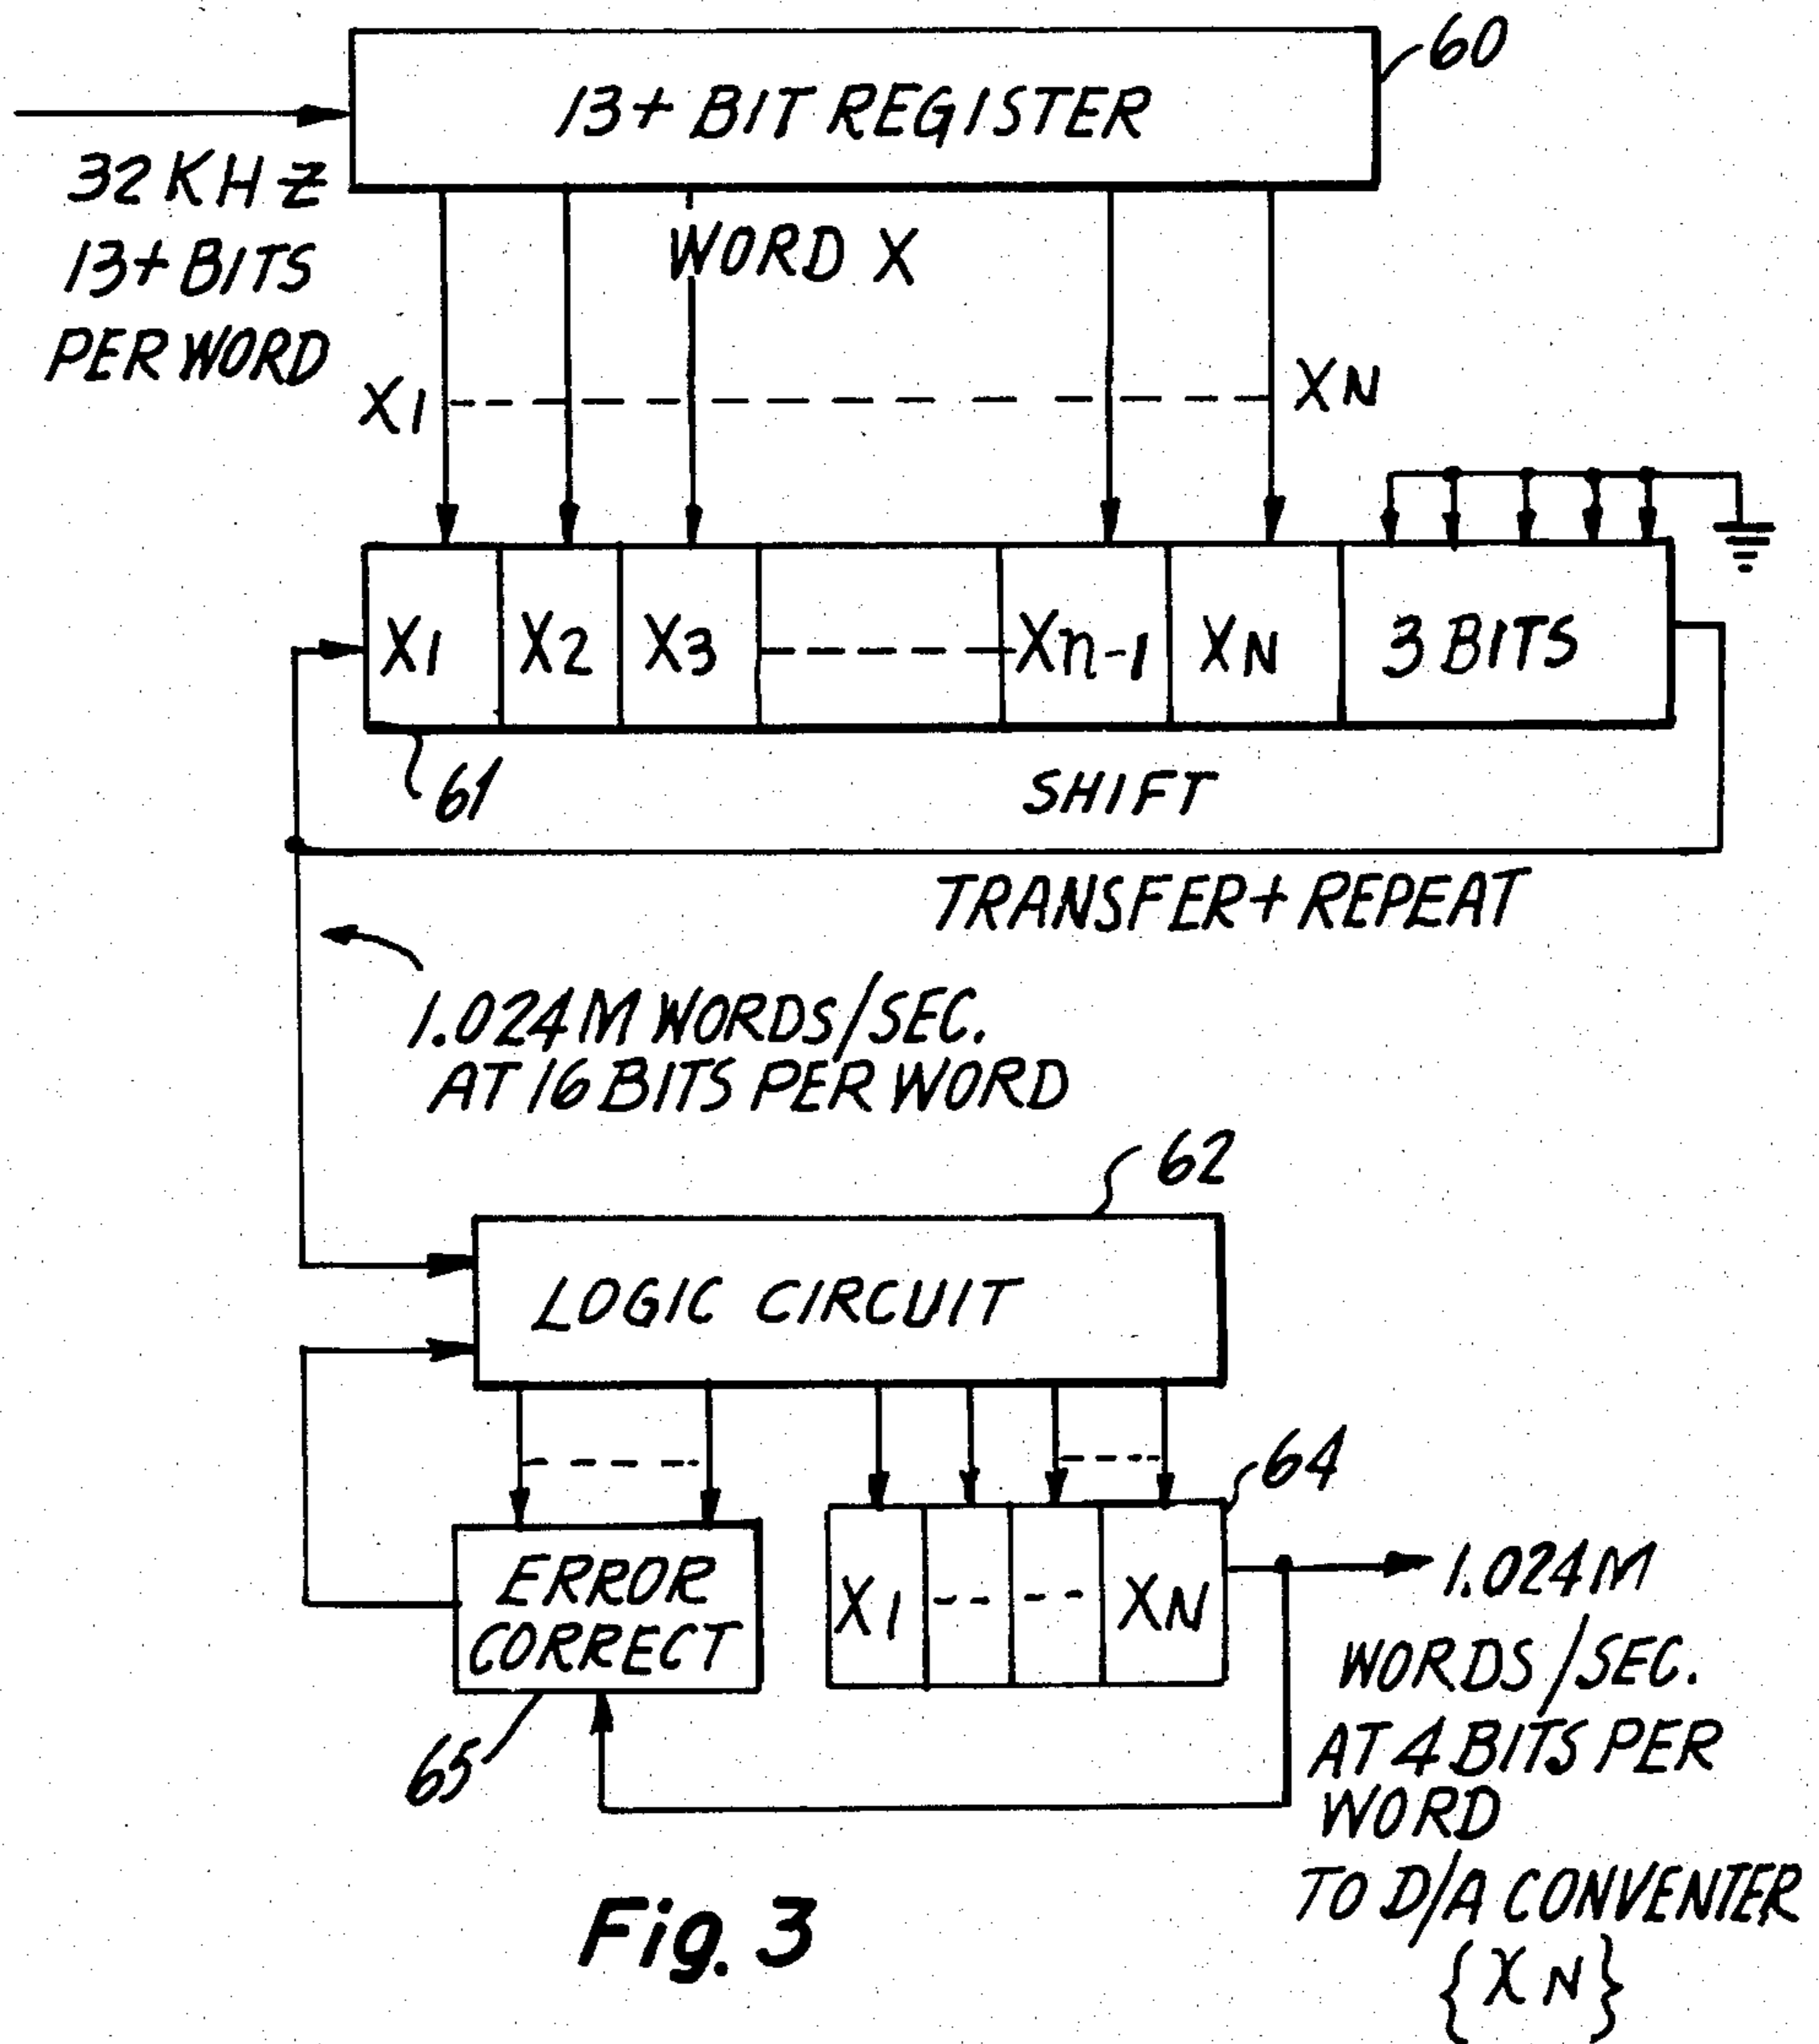 60
13+ BIT REGISTER
32 KHZ
13+ BITS
PER WORD
WORD X
X1
XN
X1 X2 X3 Xn-1 XN 3 BITS
61
SHIFT
TRANSFER + REPEAT
1.024 M WORDS/SEC.
AT 16 BITS PER WORD
62
LOGIC CIRCUIT
64
ERROR
CORRECT
X1 XN
65
1.024 M
WORDS/SEC.
AT 4 BITS PER
WORD
TO D/A CONVENTER
{XN}
Fig. 3